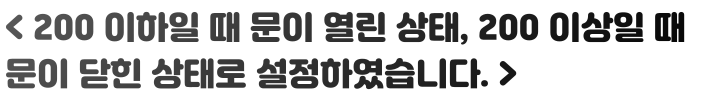 < 200 이하일 때 문이 열린 상태, 200 이상일 때
문이 닫힌 상태로 설정하였습니다. >